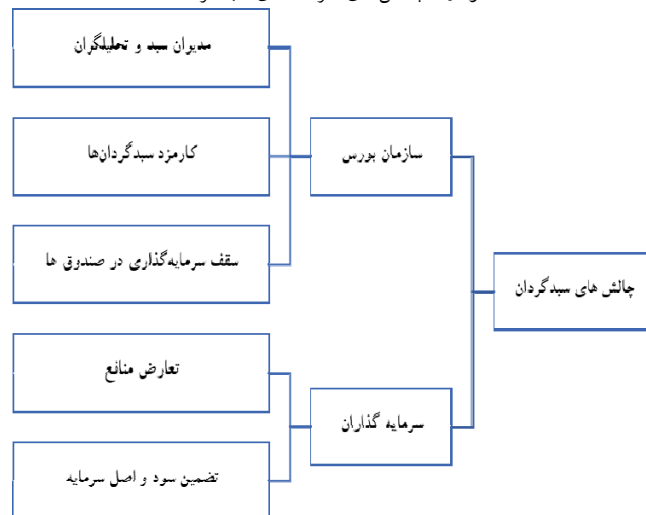 مدیران سبد و تحلیلگران
کارمزد سبدگردان‌ها
سازمان بورس
سقف سرمایه‌گذاری در صندوق ها
چالش های سبدگردان
تعارض منافع
سرمایه گذاران
تضمین سود و اصل سرمایه